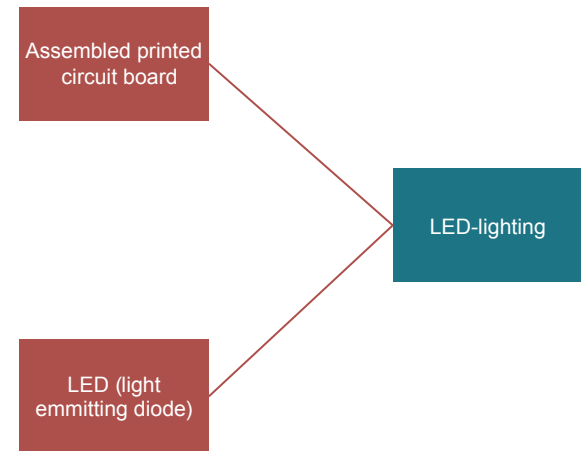 Assembled printed
circuit board
LED-lighting
LED (light
emmitting diode)